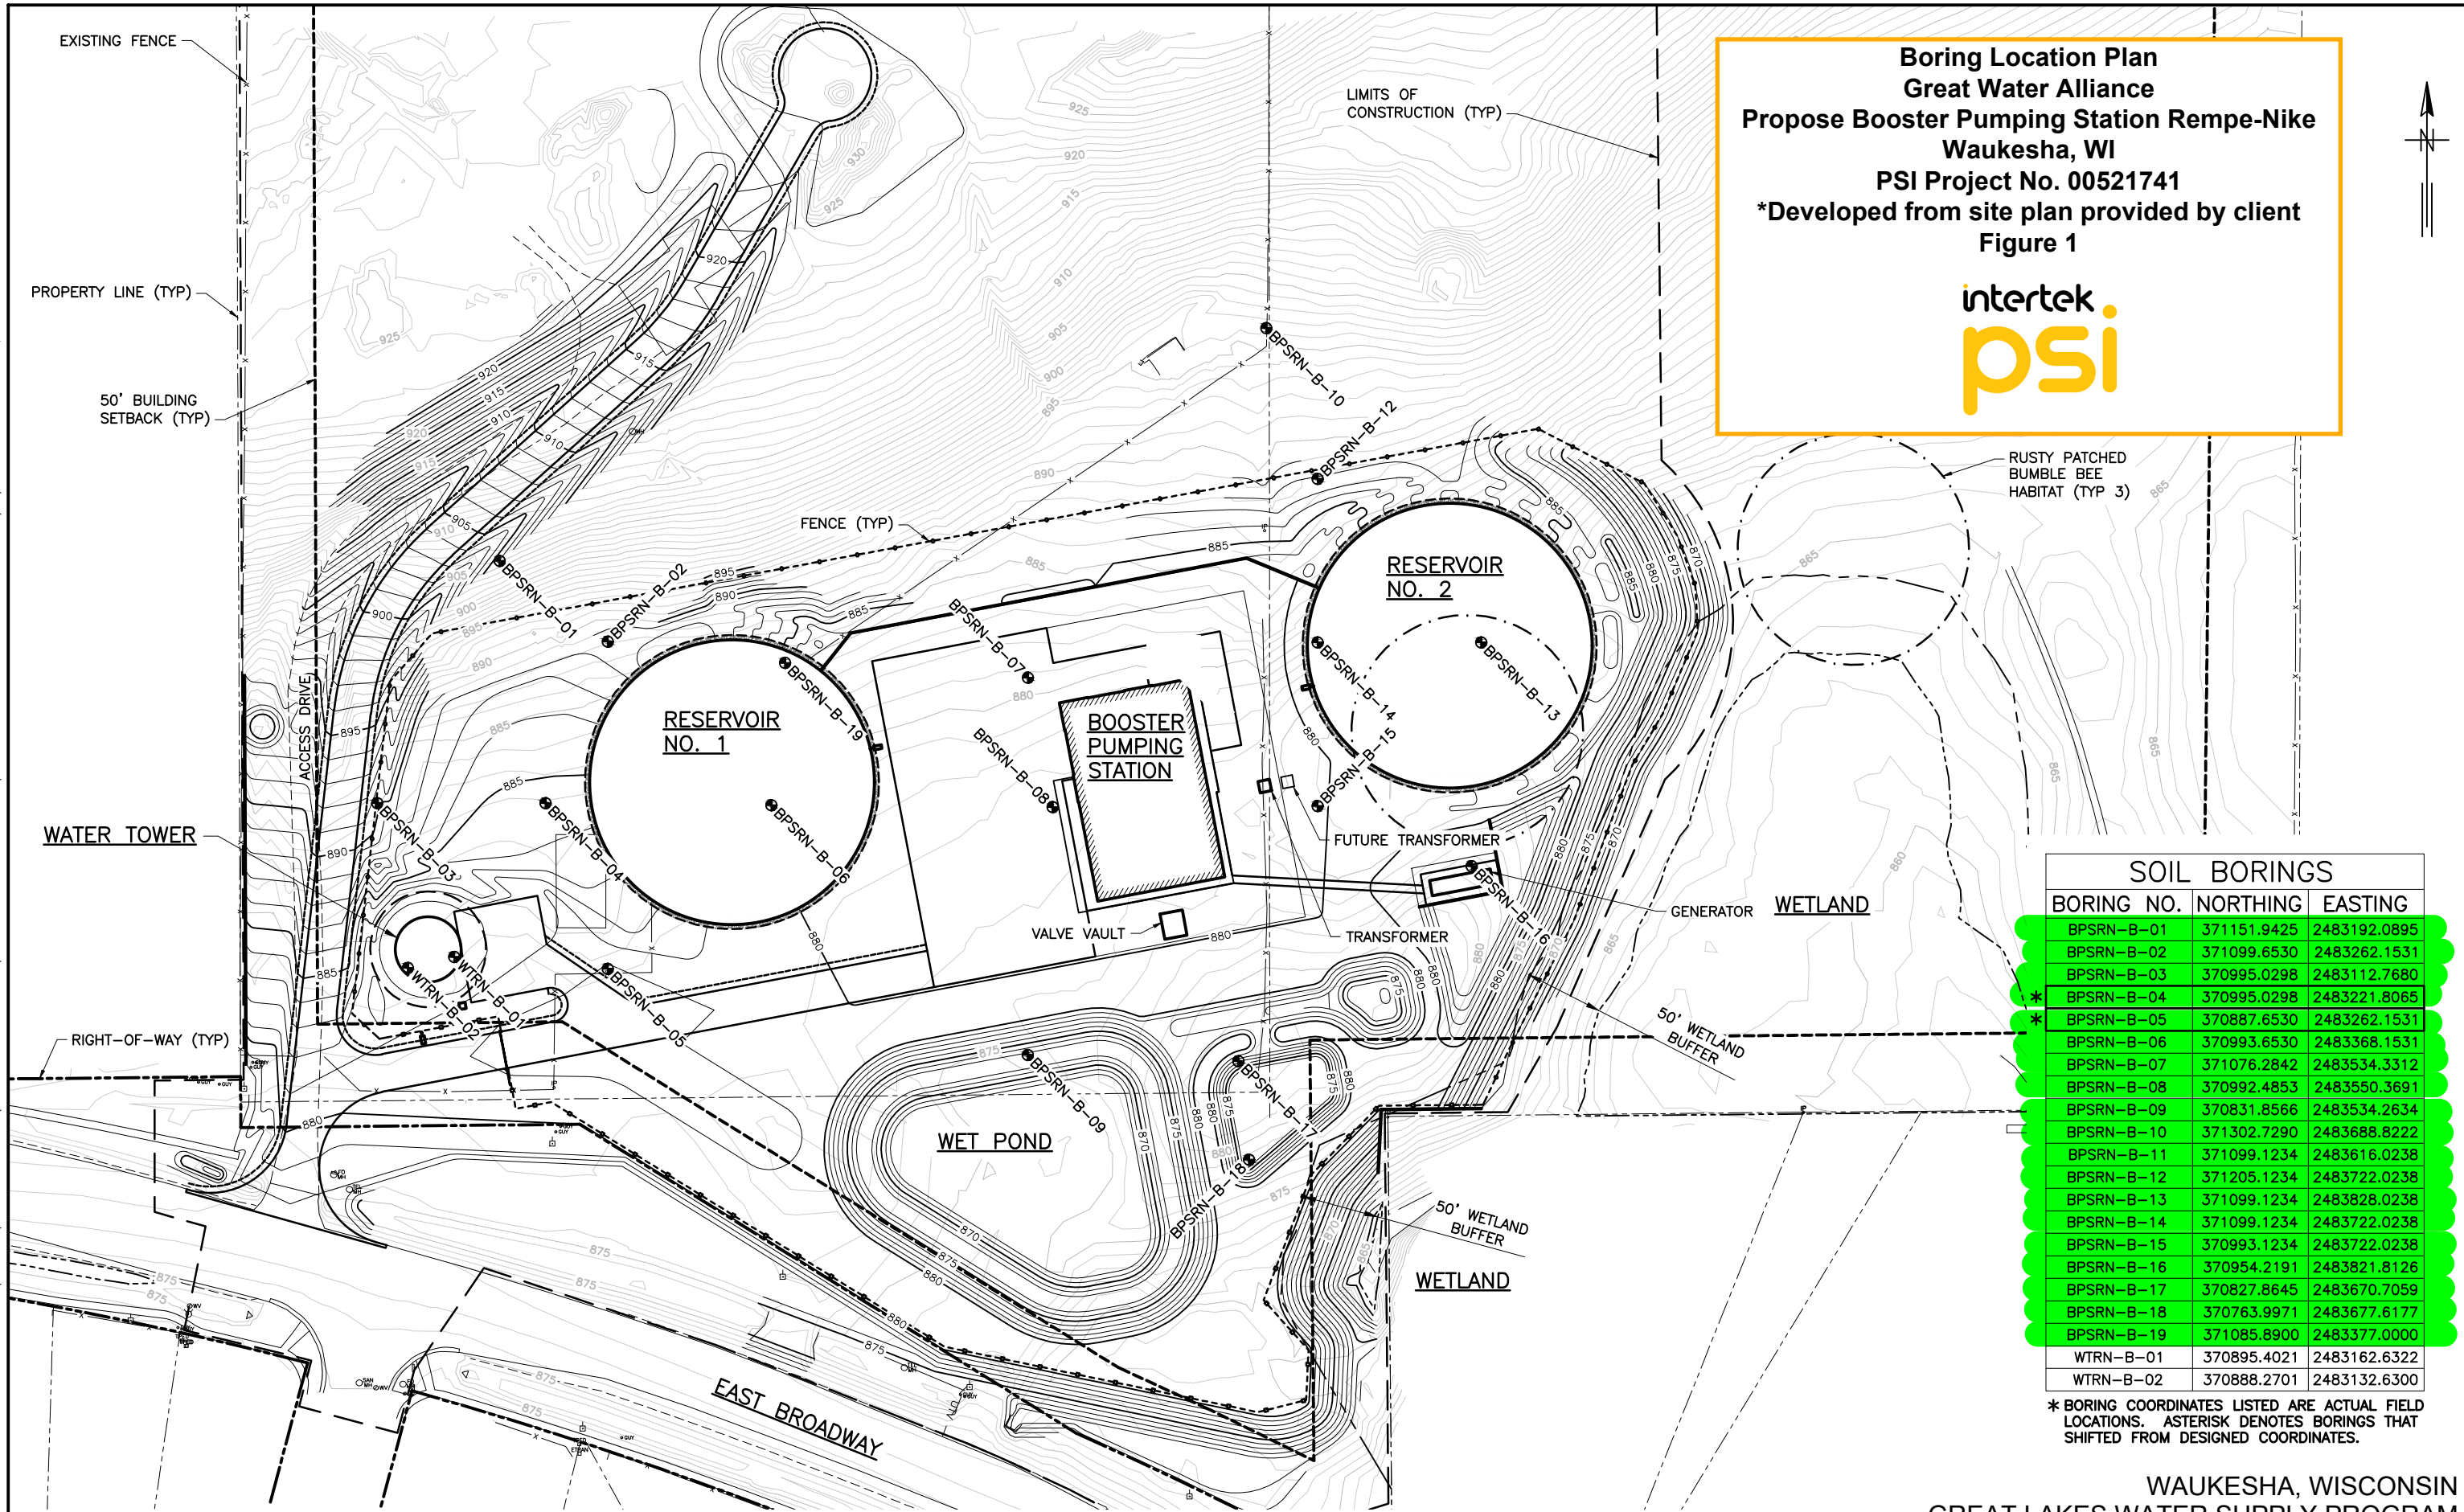 EXISTING FENCE
PROPERTY LINE (TYP)
50' BUILDING
SETBACK (TYP)
WATER TOWER
RIGHT-OF-WAY (TYP)
ACCESS DRIVE
FENCE (TYP)
LIMITS OF
CONSTRUCTION (TYP)
Boring Location Plan
Great Water Alliance
Propose Booster Pumping Station Rempe-Nike
Waukesha, WI
PSI Project No. 00521741
*Developed from site plan provided by client
Figure 1
intertek
psi
N
RUSTY PATCHED
BUMBLE BEE
HABITAT (TYP 3)
RESERVOIR
NO. 1
RESERVOIR
NO. 2
BOOSTER
PUMPING
STATION
BPSRN-B-01
BPSRN-B-02
BPSRN-B-03
BPSRN-B-04
BPSRN-B-05
BPSRN-B-06
BPSRN-B-07
BPSRN-B-08
BPSRN-B-09
BPSRN-B-10
BPSRN-B-12
BPSRN-B-13
BPSRN-B-14
BPSRN-B-15
BPSRN-B-16
BPSRN-B-17
BPSRN-B-18
BPSRN-B-19
WTRN-B-01
WTRN-B-02
FUTURE TRANSFORMER
GENERATOR
TRANSFORMER
VALVE VAULT
WETLAND
50' WETLAND
BUFFER
WET POND
50' WETLAND
BUFFER
WETLAND
EAST BROADWAY
SOIL BORINGS
BORING NO. NORTHING EASTING
BPSRN-B-01 371151.9425 2483192.0895
BPSRN-B-02 371099.6530 2483262.1531
BPSRN-B-03 370995.0298 2483112.7680
* BPSRN-B-04 370995.0298 2483221.8065
* BPSRN-B-05 370887.6530 2483262.1531
BPSRN-B-06 370993.6530 2483368.1531
BPSRN-B-07 371076.2842 2483534.3312
BPSRN-B-08 370992.4853 2483550.3691
BPSRN-B-09 370831.8566 2483534.2634
BPSRN-B-10 371302.7290 2483688.8222
BPSRN-B-11 371099.1234 2483616.0238
BPSRN-B-12 371205.1234 2483722.0238
BPSRN-B-13 371099.1234 2483828.0238
BPSRN-B-14 371099.1234 2483722.0238
BPSRN-B-15 370993.1234 2483722.0238
BPSRN-B-16 370954.2191 2483821.8126
BPSRN-B-17 370827.8645 2483670.7059
BPSRN-B-18 370763.9971 2483677.6177
BPSRN-B-19 371085.8900 2483377.0000
WTRN-B-01 370895.4021 2483162.6322
WTRN-B-02 370888.2701 2483132.6300
* BORING COORDINATES LISTED ARE ACTUAL FIELD
LOCATIONS. ASTERISK DENOTES BORINGS THAT
SHIFTED FROM DESIGNED COORDINATES.
WAUKESHA, WISCONSIN
GREAT LAKES WATER SUPPLY PROGRAM